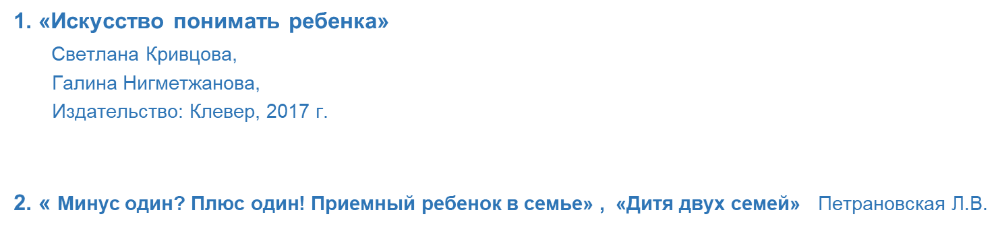 1. «Искусство понимать ребенка»
Светлана Кривцова,
Галина Нигметжанова,
Издательство: Клевер, 2017 г.
2. « Минус один? Плюс один! Приемный ребенок в семье» , «Дитя двух семей» Петрановская Л.В.